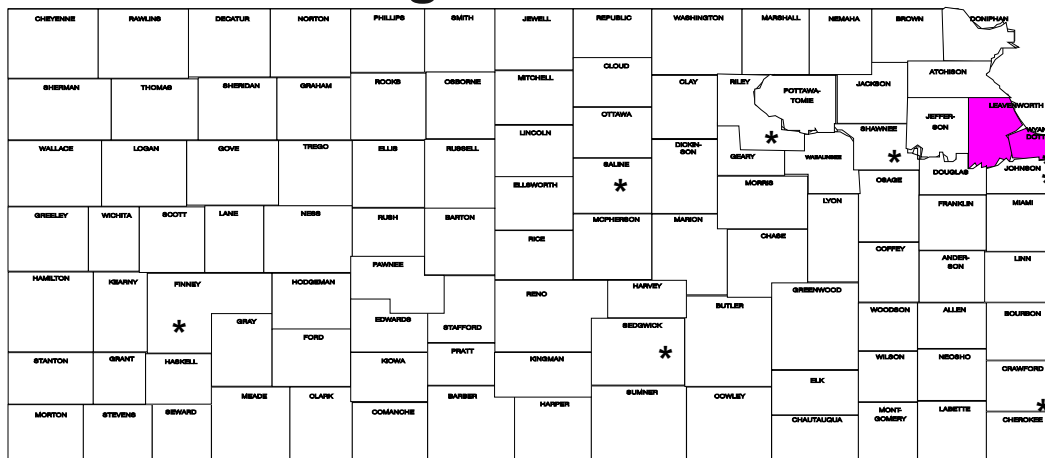 CHEYENNE
RAWLINS
DECATUR
NORTON
PHILLIPS
SMITH
JEWELL
REPUBLIC
WASHINGTON
MARSHALL
NEMAHA
BROWN
DONIPHAN
SHERMAN
THOMAS
SHERIDAN
GRAHAM
ROOKS
OSBORNE
MITCHELL
CLOUD
CLAY
RILEY
POTTAWA-
TOMIE
JACKSON
ATCHISON
LEAVENWORTH
WYAN
DOTT
JEFFER-
SON
OTTAWA
LINCOLN
WALLACE
LOGAN
GOVE
TREGO
ELLIS
RUSSELL
SALINE
*
DICKIN-
SON
*
GEARY
WABAUNSEE
SHAWNEE
*
DOUGLAS
JOHNSON
*
ELLSWORTH
MORRIS
OSAGE
GREELEY
WICHITA
SCOTT
LANE
NESS
RUSH
BARTON
RICE
MCPHERSON
MARION
CHASE
LYON
FRANKLIN
MIAMI
COFFEY
ANDER-
SON
LINN
HAMILTON
KEARNY
FINNEY
*
HODGEMAN
PAWNEE
RENO
HARVEY
BUTLER
GREENWOOD
GRAY
FORD
EDWARDS
STAFFORD
SEDGWICK
*
WOODSON
ALLEN
BOURBON
STANTON
GRANT
HASKELL
KIOWA
PRATT
KINGMAN
ELK
WILSON
NEOSHO
CRAWFORD
*
MORTON
STEVENS
SEWARD
MEADE
CLARK
COMANCHE
BARBER
HARPER
SUMNER
COWLEY
CHAUTAUQUA
MONT-
GOMERY
LABETTE
CHEROKEE